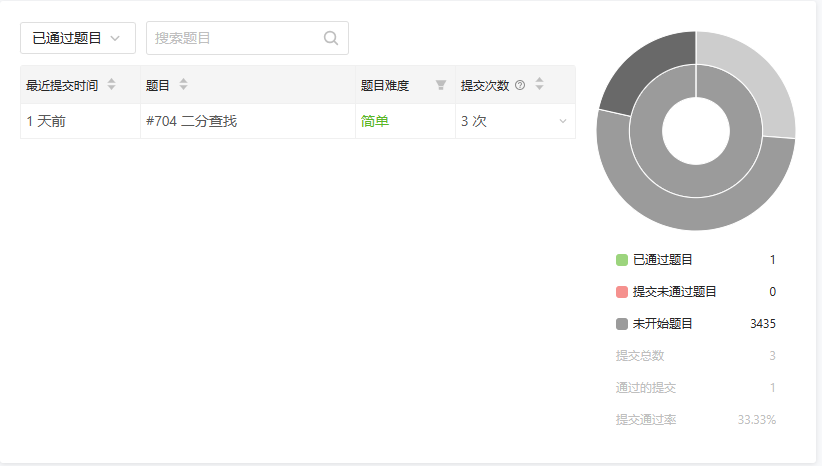 已通过题目 搜索题目
最近提交时间 题目 题目难度 提交次数
1 天前 #704 二分查找 简单 3 次
已通过题目 1
提交未通过题目 0
未开始题目 3435
提交总数 3
通过的提交 1
提交通过率 33.33%